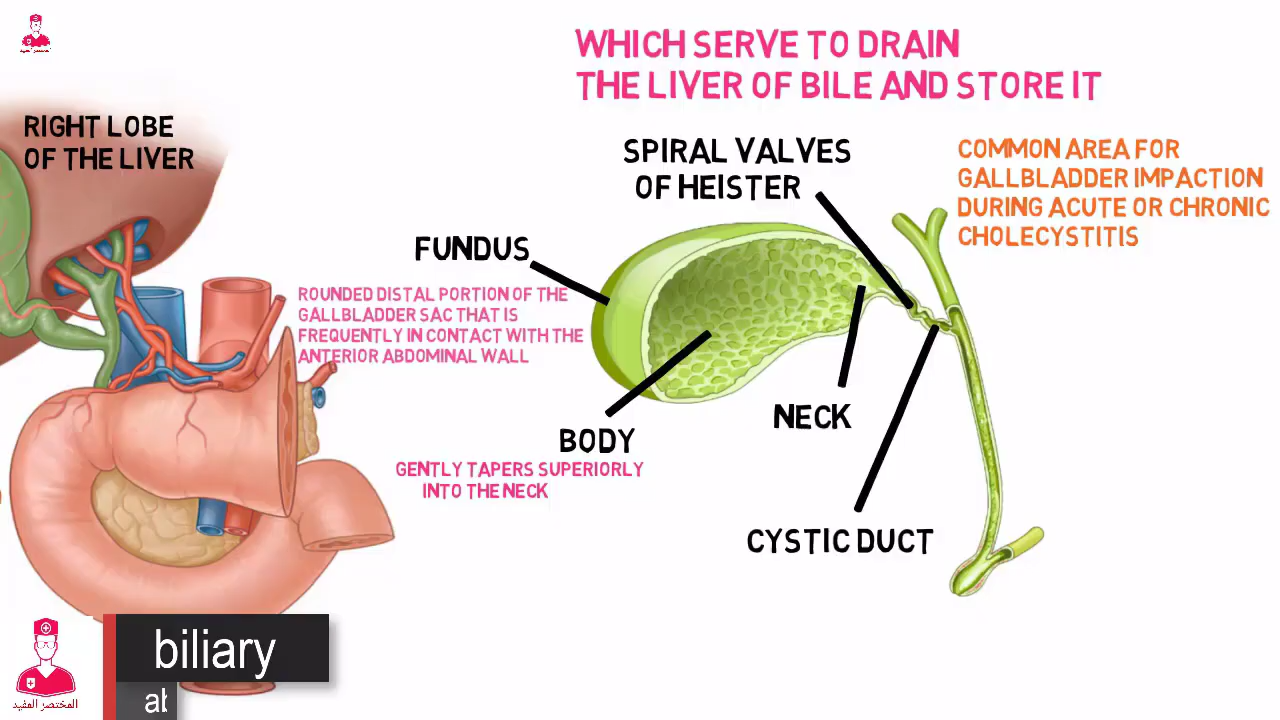 المختصر المفيد
WHICH SERVE TO DRAIN
THE LIVER OF BILE AND STORE IT
RIGHT LOBE
OF THE LIVER
SPIRAL VALVES
OF HEISTER
COMMON AREA FOR
GALLBLADDER IMPACTION
DURING ACUTE OR CHRONIC
CHOLECYSTITIS
FUNDUS
ROUNDED DISTAL PORTION OF THE
GALLBLADDER SAC THAT IS
FREQUENTLY IN CONTACT WITH THE
ANTERIOR ABDOMINAL WALL
NECK
BODY
GENTLY TAPERS SUPERIORLY
INTO THE NECK
CYSTIC DUCT
biliary
ab
المختصر المفيد